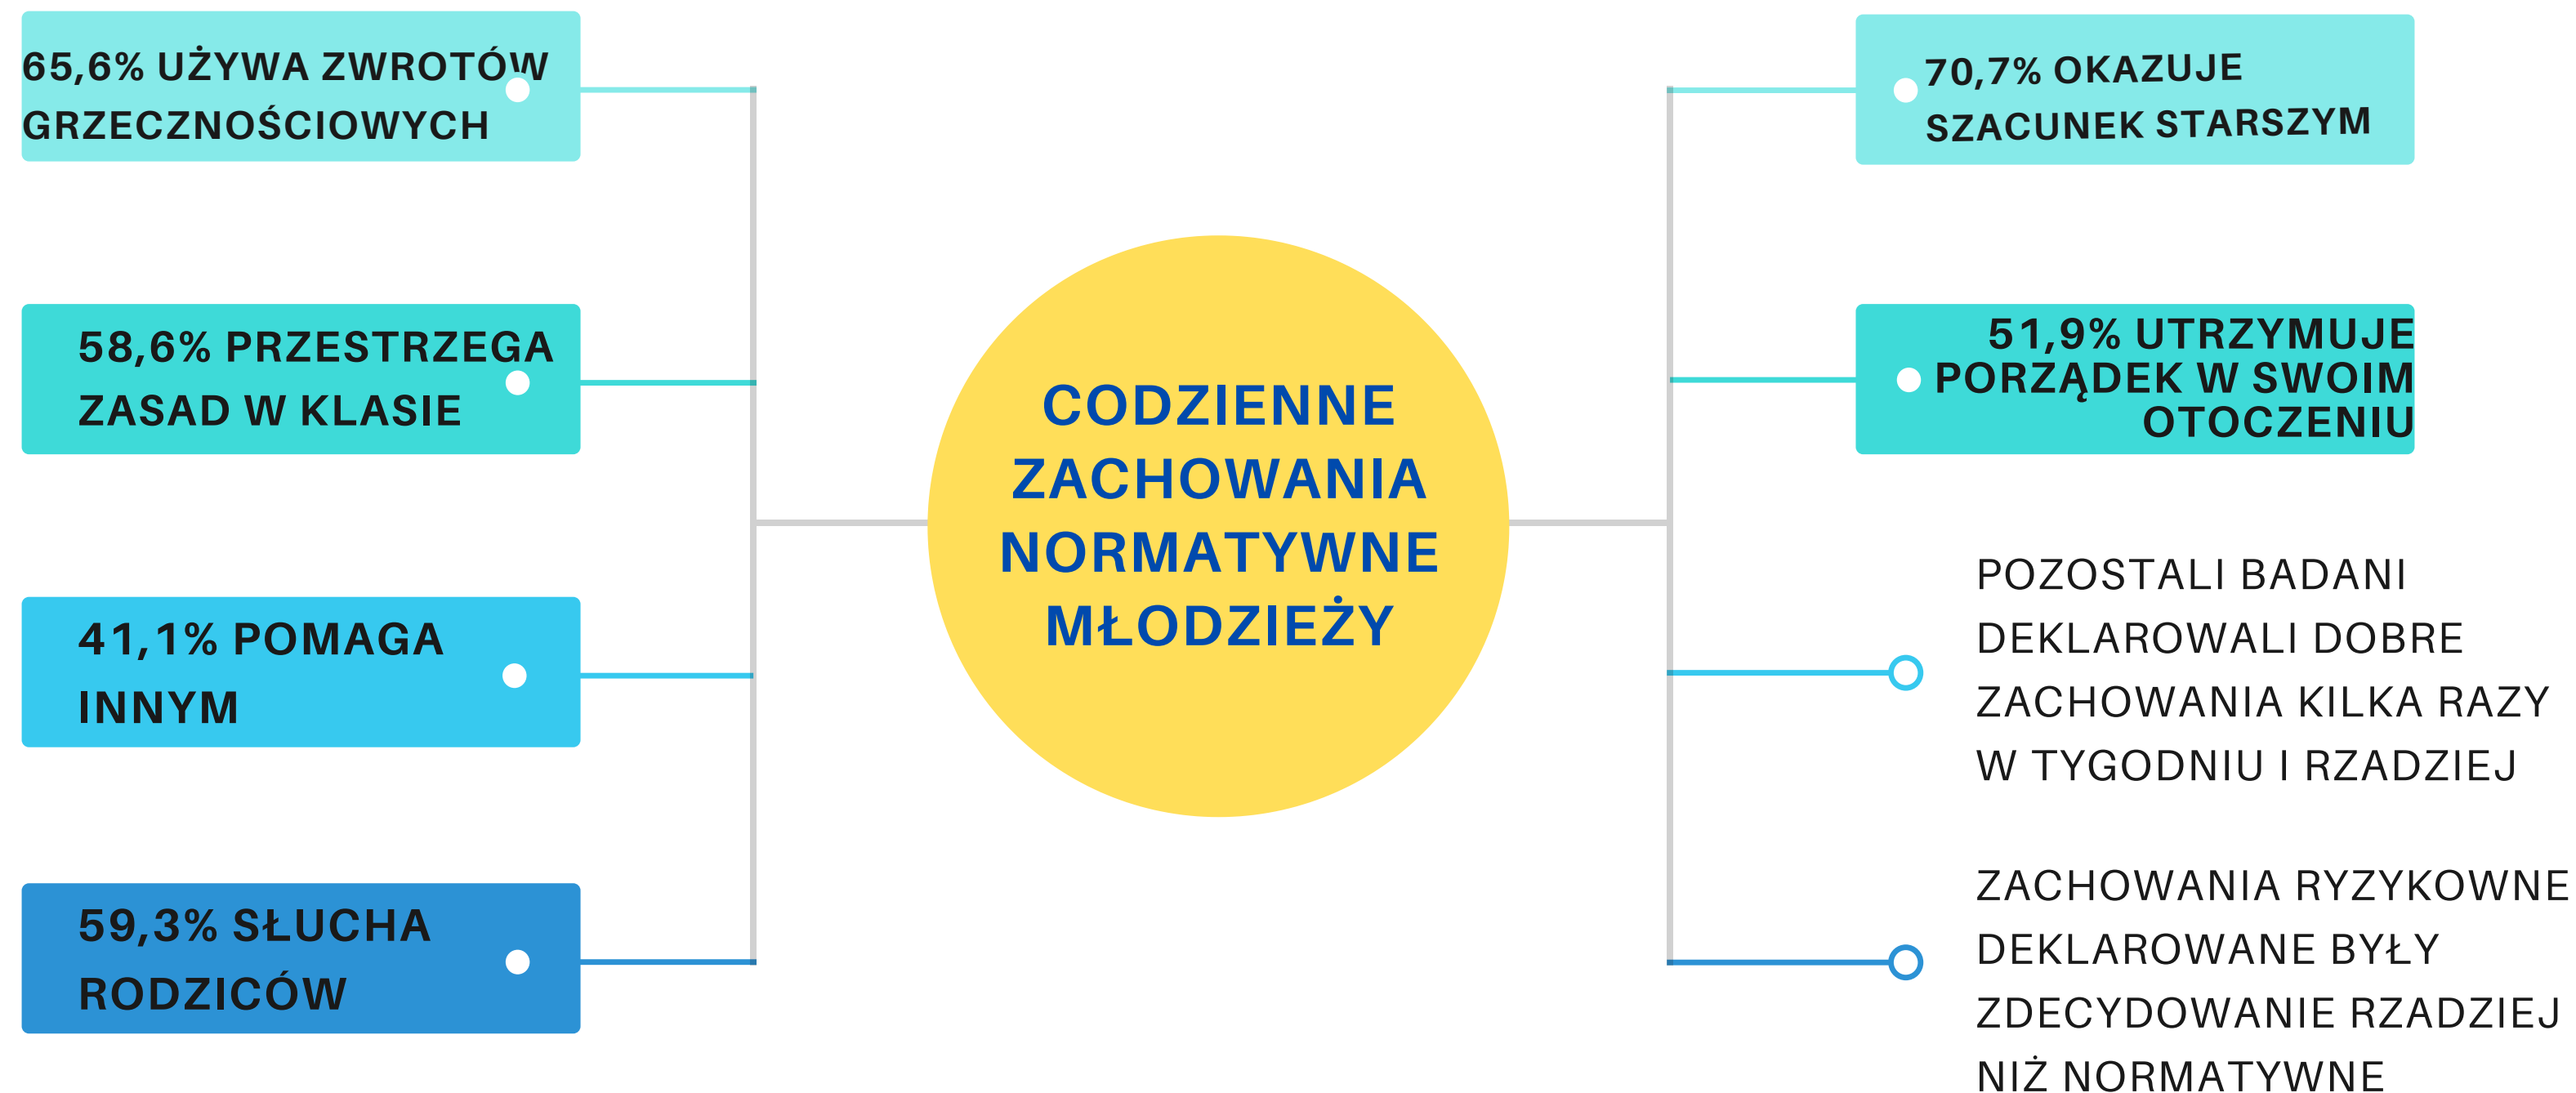 65,6% UŻYWA ZWROTÓW
GRZECZNOŚCIOWYCH
58,6% PRZESTRZEGA
ZASAD W KLASIE
41,1% POMAGA
INNYM
59,3% SŁUCHA
RODZICÓW
CODZIENNE
ZACHOWANIA
NORMATYWNE
MŁODZIEŻY
70,7% OKAZUJE
SZACUNEK STARSZYM
51,9% UTRZYMUJE
PORZĄDEK W SWOIM
OTOCZENIU
POZOSTALI BADANI
DEKLAROWALI DOBRE
ZACHOWANIA KILKA RAZY
W TYGODNIU I RZADZIEJ
ZACHOWANIA RYZYKOWNE
DEKLAROWANE BYŁY
ZDECYDOWANIE RZADZIEJ
NIŻ NORMATYWNE